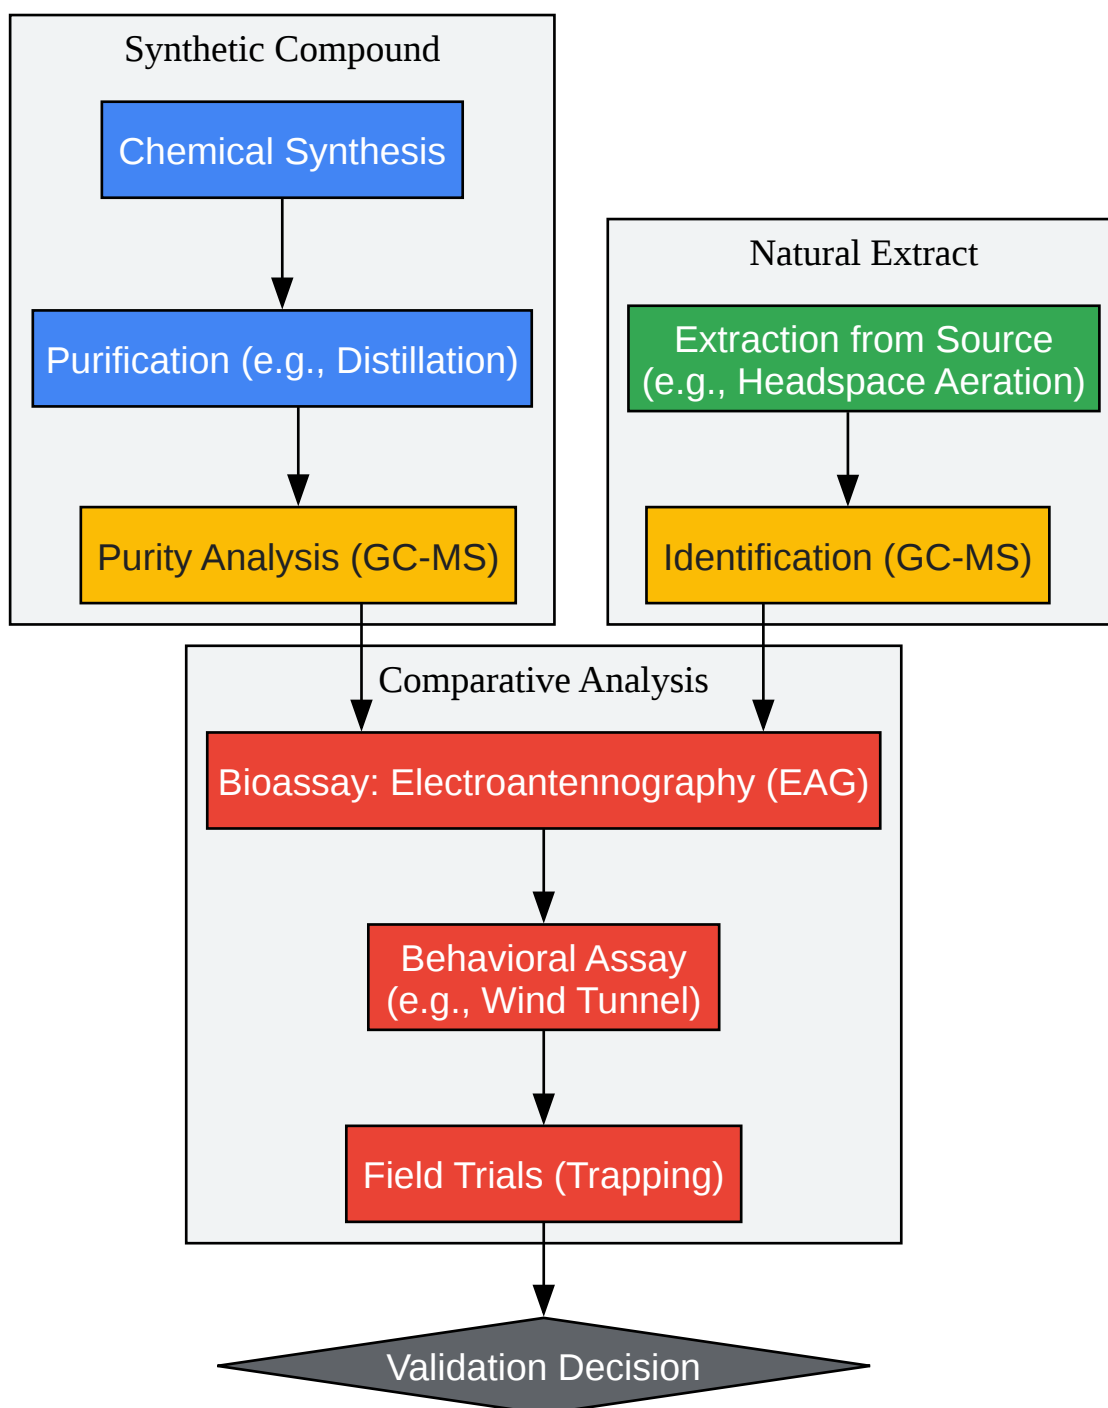 Synthetic Compound
Chemical Synthesis
Purification (e.g., Distillation)
Purity Analysis (GC-MS)
Natural Extract
Extraction from Source
(e.g., Headspace Aeration)
Identification (GC-MS)
Comparative Analysis
Bioassay: Electroantennography (EAG)
Behavioral Assay
(e.g., Wind Tunnel)
Field Trials (Trapping)
Validation Decision